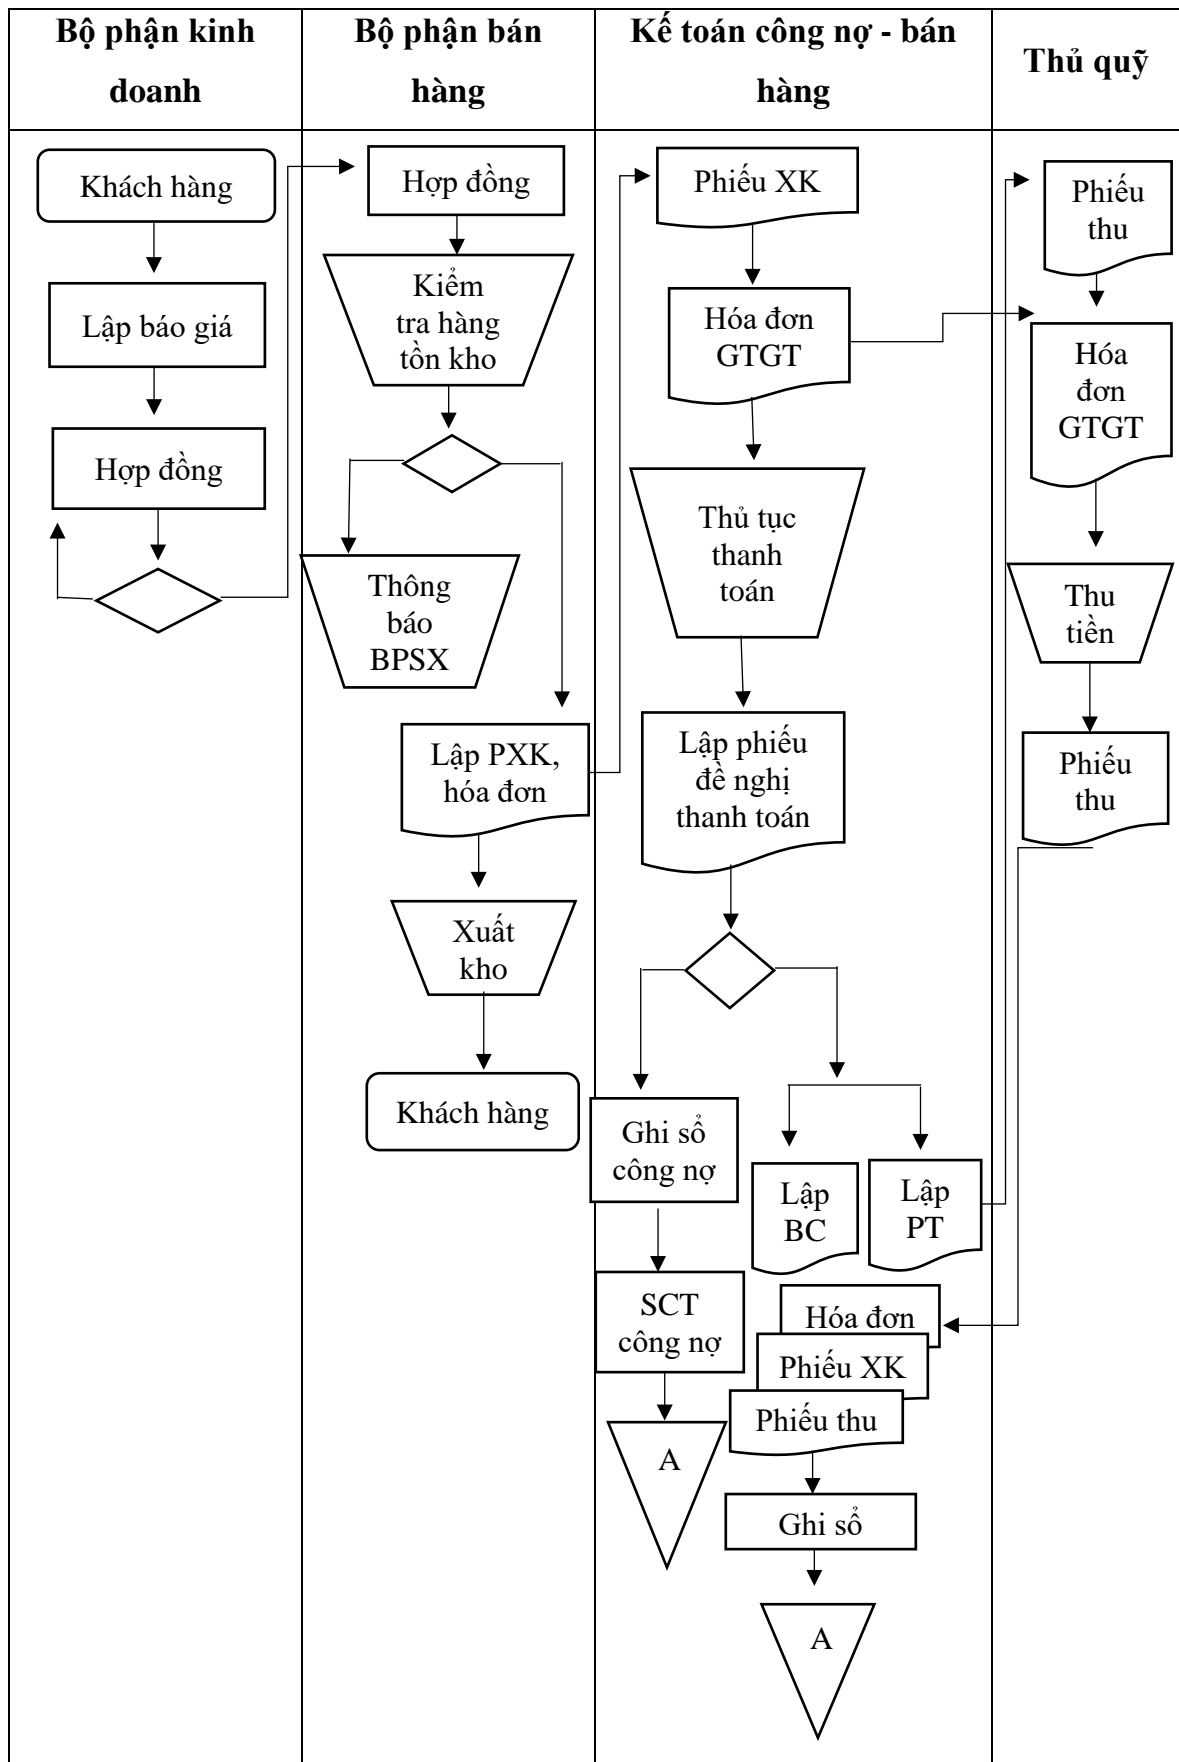 Bộ phận kinh
doanh
Bộ phận bán
hàng
Kế toán công nợ - bán
hàng
Thủ quỹ
Khách hàng
Lập báo giá
Hợp đồng
Hợp đồng
Kiểm
tra hàng
tồn kho
Thông
báo
BPSX
Lập PXK,
hóa đơn
Xuất
kho
Khách hàng
Phiếu XK
Hóa đơn
GTGT
Thủ tục
thanh
toán
Lập phiếu
đề nghị
thanh toán
Ghi sổ
công nợ
SCT
công nợ
A
Lập
BC
Lập
PT
Hóa đơn
Phiếu XK
Phiếu thu
Ghi sổ
A
Phiếu
thu
Hóa
đơn
GTGT
Thu
tiền
Phiếu
thu